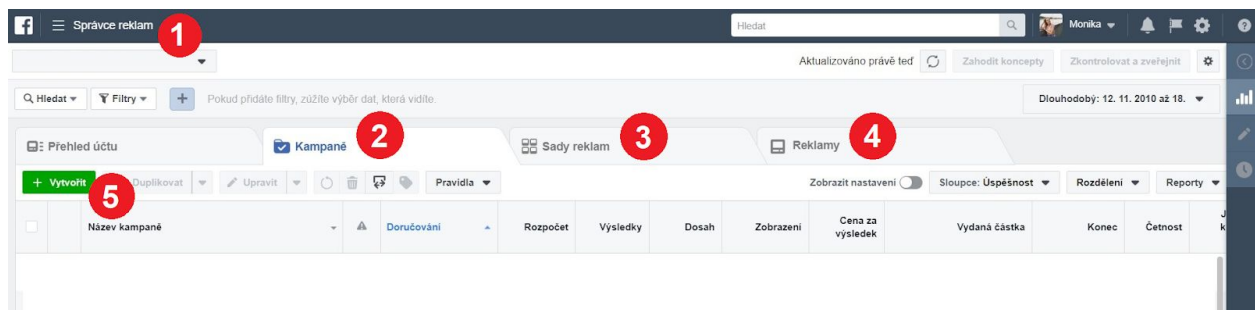 f Správce reklam 1 Hledat Monika
Aktualizováno právě teď Zahodit koncepty Zkontrolovat a zveřejnit
Hledat Filtry + Pokud přidáte filtry, zúžíte výběr dat, která vidíte. Dlouhodobý: 12. 11. 2010 až 18.
Přehled účtu Kampaně 2 Sady reklam 3 Reklamy 4
+ Vytvořit Duplikovat Upravit Pravidla Zobrazit nastavení Sloupce: Úspěšnost Rozdělení Reporty
5
Název kampaně Doručování Rozpočet Výsledky Dosah Zobrazení Cena za výsledek Vydaná částka Konec Četnost